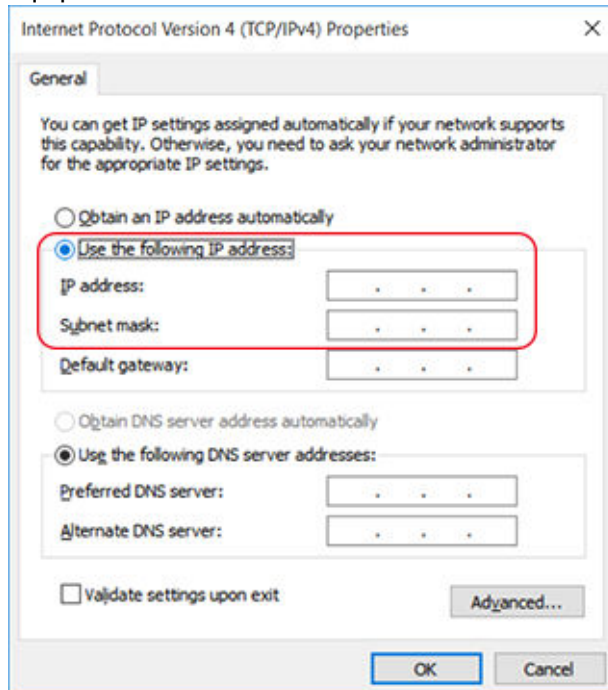 Internet Protocol Version 4 (TCP/IPv4) Properties
General
You can get IP settings assigned automatically if your network supports
this capability. Otherwise, you need to ask your network administrator
for the appropriate IP settings.
Obtain an IP address automatically
Use the following IP address:
IP address:
Subnet mask:
Default gateway:
Obtain DNS server address automatically
Use the following DNS server addresses:
Preferred DNS server:
Alternate DNS server:
Validate settings upon exit
Advanced...
OK Cancel